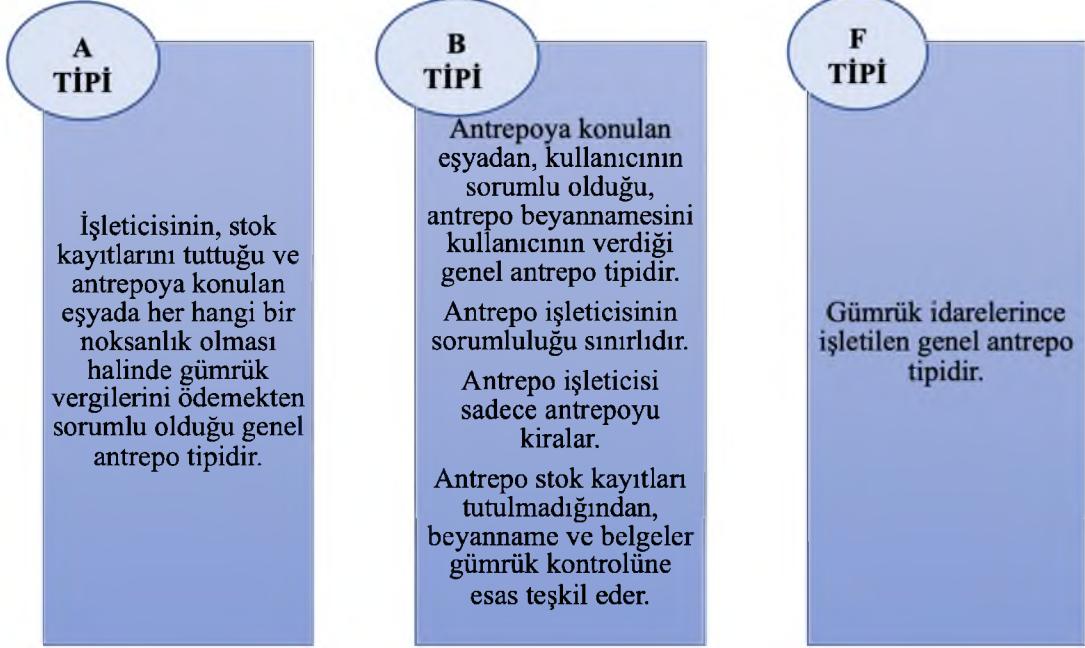 A
TİPİ
İşleticisinin, stok
kayıtlarını tuttuğu ve
antrepoya konulan
eşyada her hangi bir
noksanlık olması
halinde gümrük
vergilerini ödemekten
sorumlu olduğu genel
antrepo tipidir.
B
TİPİ
Antrepoya konulan
eşyadan, kullanıcının
sorumlu olduğu,
antrepo beyannamesini
kullanıcının verdiği
genel antrepo tipidir.
Antrepo işleticisinin
sorumluluğu sınırlıdır.
Antrepo işleticisi
sadece antrepoyu
kiralar.
Antrepo stok kayıtları
tutulmadığından,
beyanname ve belgeler
gümrük kontrolüne
esas teşkil eder.
F
TİPİ
Gümrük idarelerince
işletilen genel antrepo
tipidir.